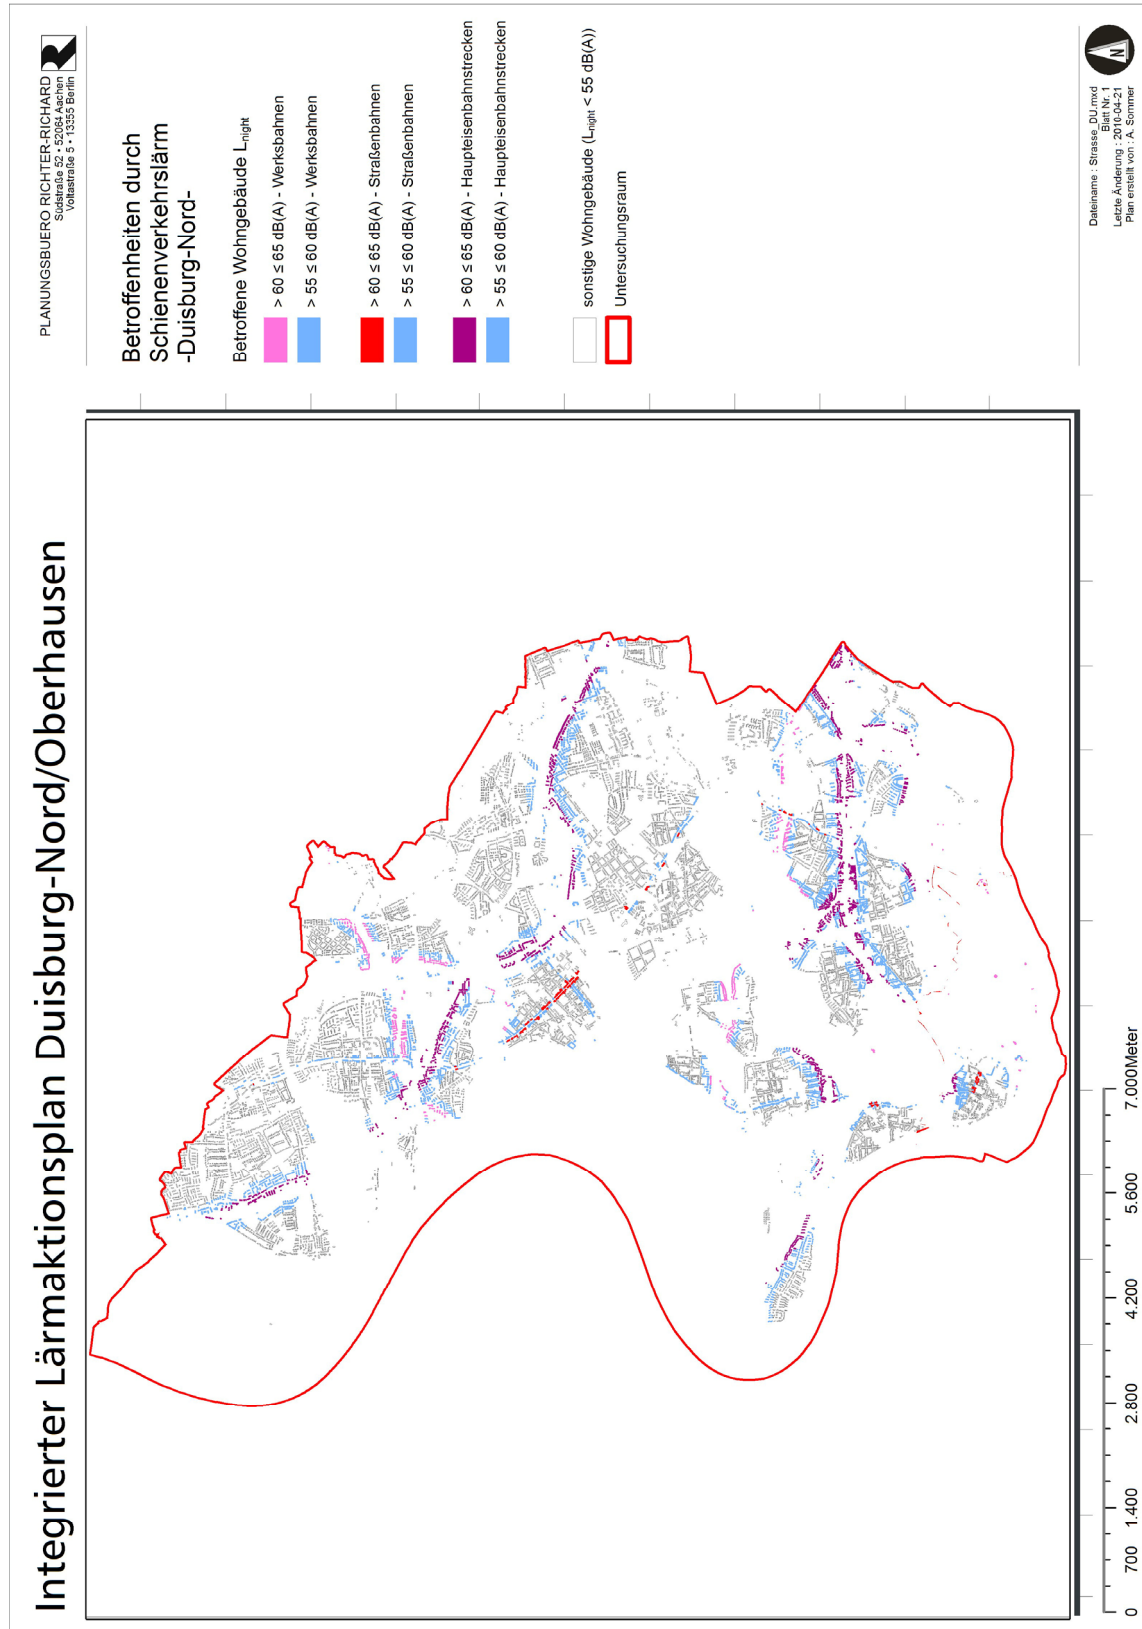 Integrierter Lärmaktionsplan Duisburg-Nord/Oberhausen
PLANUNGSBUERO RICHTER-RICHARD
Südstraße 52 • 52064 Aachen
Voltastraße 5 • 13355 Berlin
R
Betroffenheiten durch
Schienenverkehrslärm
-Duisburg-Nord-
Betroffene Wohngebäude Lnight
> 60 ≤ 65 dB(A) - Werksbahnen
> 55 ≤ 60 dB(A) - Werksbahnen
> 60 ≤ 65 dB(A) - Straßenbahnen
> 55 ≤ 60 dB(A) - Straßenbahnen
> 60 ≤ 65 dB(A) - Haupteisenbahnstrecken
> 55 ≤ 60 dB(A) - Haupteisenbahnstrecken
sonstige Wohngebäude (Lnight < 55 dB(A))
Untersuchungsraum
0 700 1.400 2.800 4.200 5.600 7.000 Meter
Dateiname : Strasse_DU.mxd
Blatt Nr. 1
Letzte Änderung : 2010-04-21
Plan erstellt von : A. Sommer
N